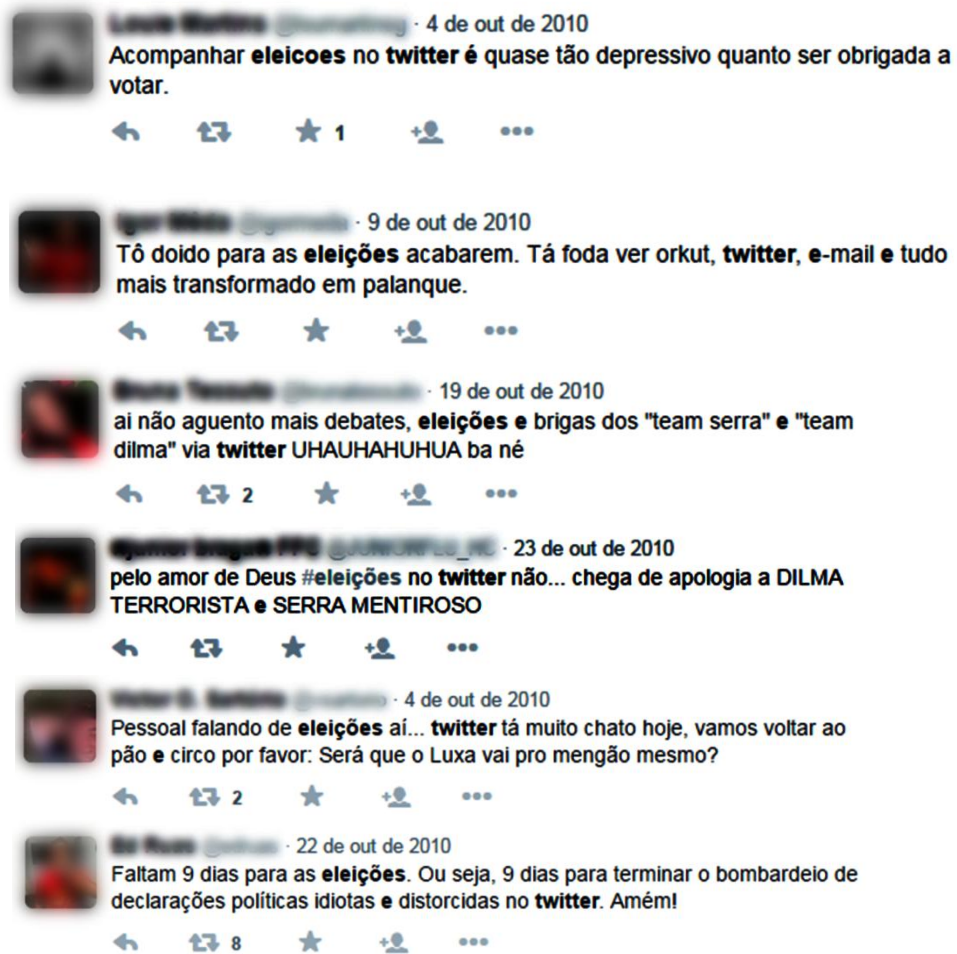 · 4 de out de 2010
Acompanhar eleicoes no twitter é quase tão depressivo quanto ser obrigada a
votar.
1
· 9 de out de 2010
Tô doido para as eleições acabarem. Tá foda ver orkut, twitter, e-mail e tudo
mais transformado em palanque.
· 19 de out de 2010
ai não aguento mais debates, eleições e brigas dos "team serra" e "team
dilma" via twitter UHAUHAHUHUA ba né
2
· 23 de out de 2010
pelo amor de Deus #eleições no twitter não... chega de apologia a DILMA
TERRORISTA e SERRA MENTIROSO
· 4 de out de 2010
Pessoal falando de eleições aí... twitter tá muito chato hoje, vamos voltar ao
pão e circo por favor: Será que o Luxa vai pro mengão mesmo?
2
· 22 de out de 2010
Faltam 9 dias para as eleições. Ou seja, 9 dias para terminar o bombardeio de
declarações políticas idiotas e distorcidas no twitter. Amém!
8